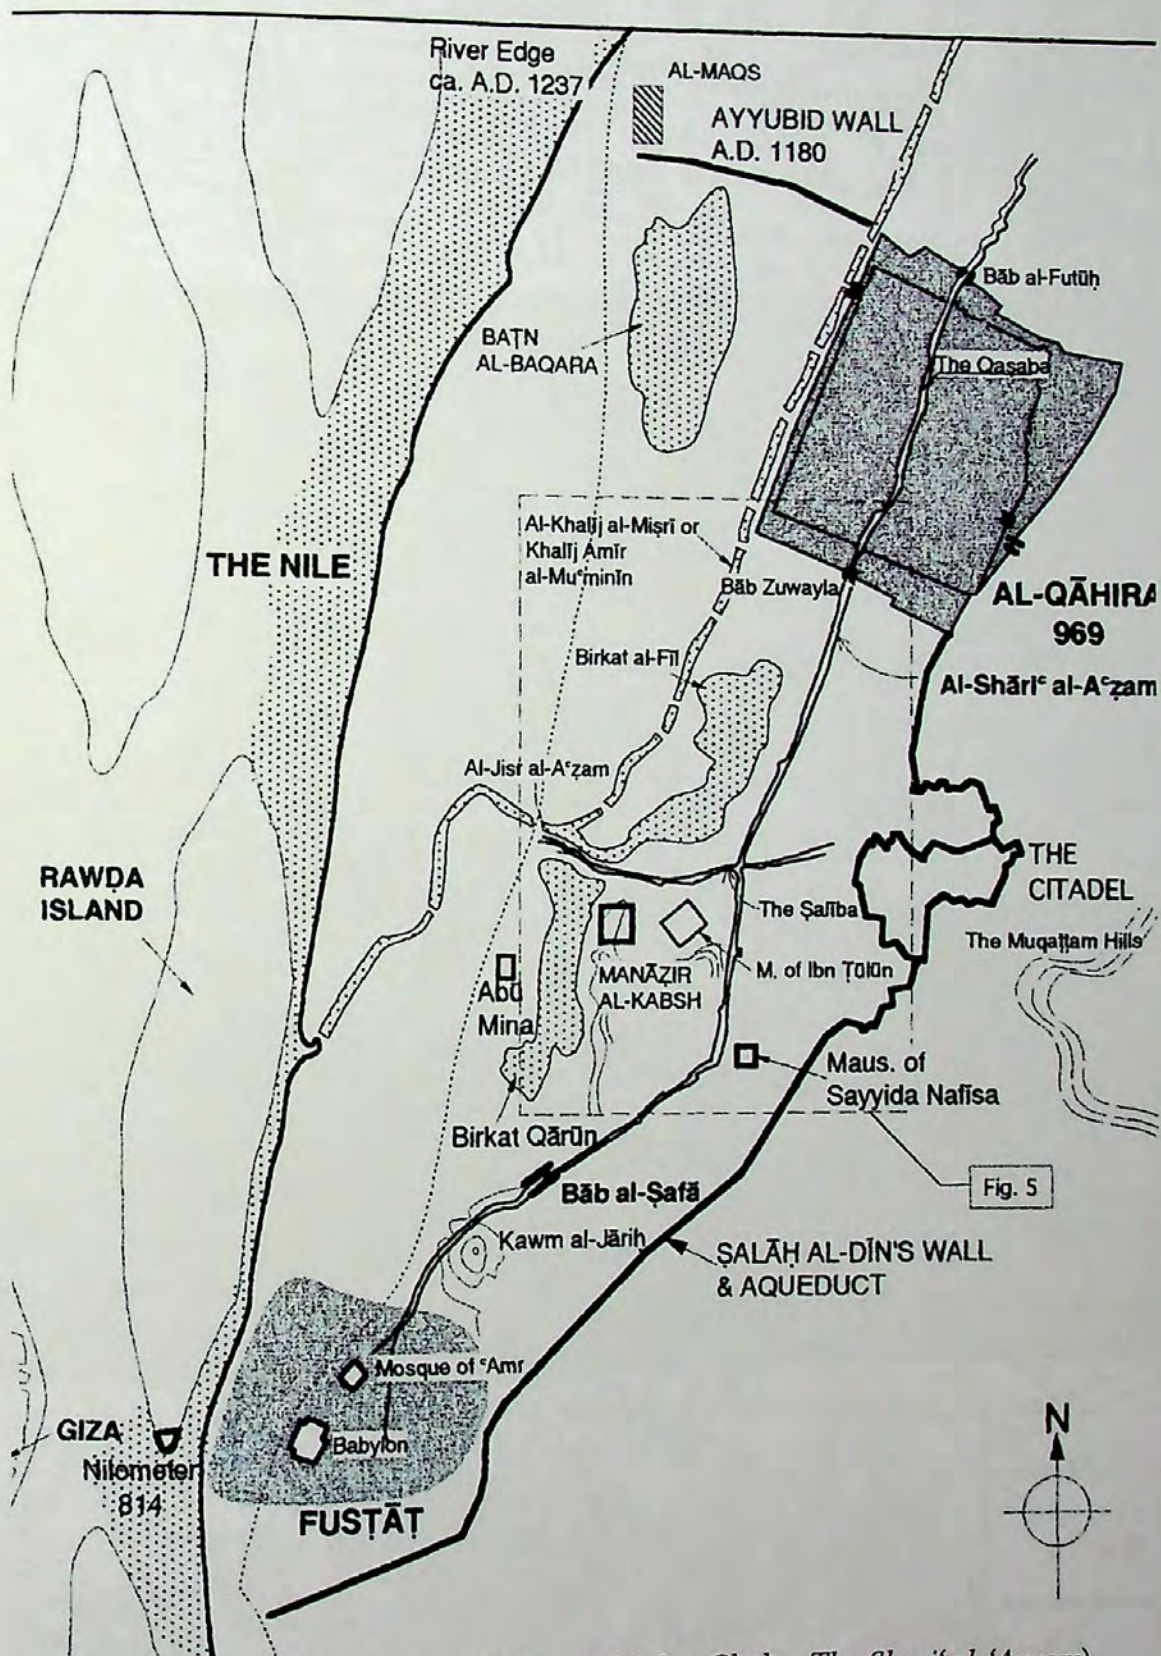 River Edge
ca. A.D. 1237
AL-MAQS
AYYUBID WALL
A.D. 1180
Bāb al-Futūḥ
BAṬN
AL-BAQARA
The Qaṣaba
Al-Khalīj al-Miṣrī or
Khalīj Amīr
al-Muʿminīn
THE NILE
Bāb Zuwayla
AL-QĀHIRA
969
Birkat al-Fīl
Al-Shāriʿ al-Aʿẓam
Al-Jisr al-Aʿẓam
THE
CITADEL
RAWḌA
ISLAND
The Ṣalība
The Muqaṭṭam Hills
M. of Ibn Ṭūlūn
MANĀẒIR
AL-KABSH
Abū
Mina
Maus. of
Sayyida Nafīsa
Birkat Qārūn
Fig. 5
Bāb al-Ṣafā
Kawm al-Jāriḥ
ṢALĀḤ AL-DĪN'S WALL
& AQUEDUCT
Mosque of ʿAmr
GIZA
Babylon
Nilometer
814
FUSṬĀṬ
N